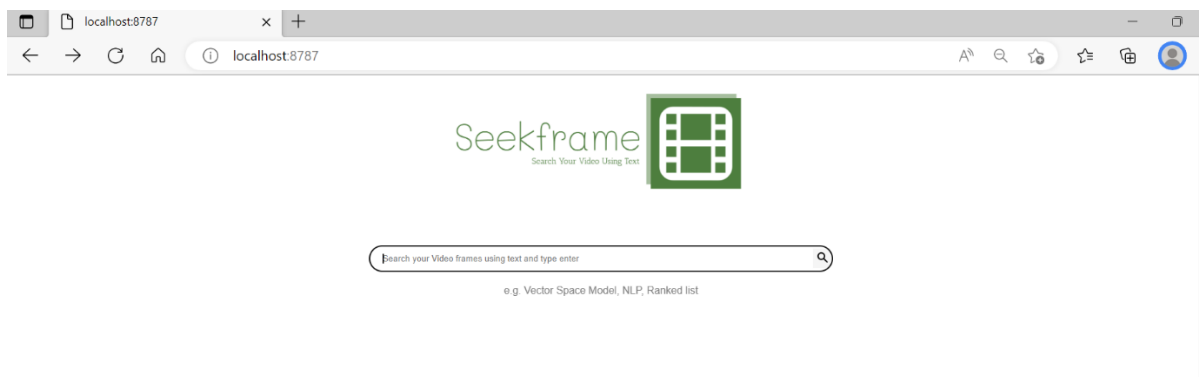 localhost:8787
localhost:8787
Seekframe
Search Your Video Using Text
Search your Video frames using text and type enter
e.g. Vector Space Model, NLP, Ranked list